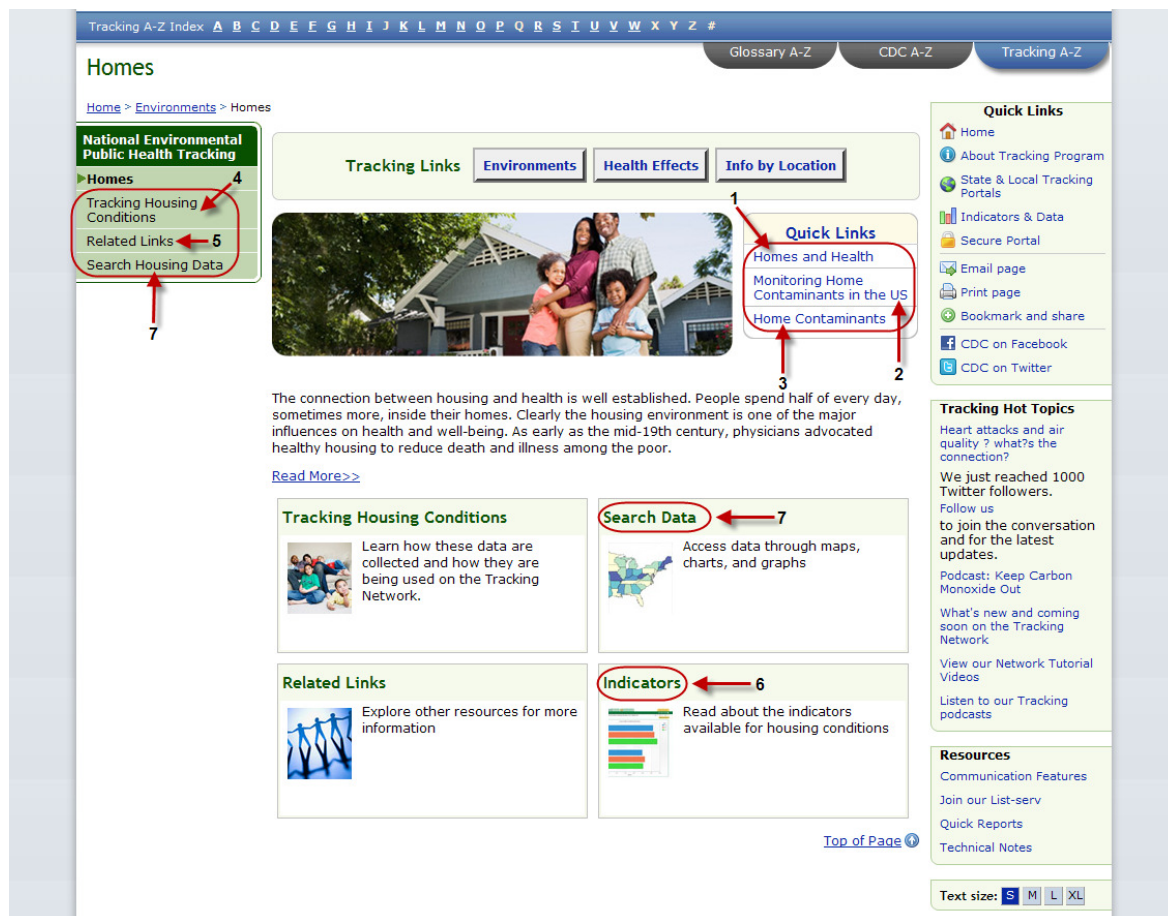 Tracking A-Z Index A B C D E F G H I J K L M N O P Q R S T U V W X Y Z #
Glossary A-Z
CDC A-Z
Tracking A-Z
Homes
Home > Environments > Homes
National Environmental
Public Health Tracking
Homes
4
Tracking Housing
Conditions
Related Links
5
Search Housing Data
7
Tracking Links
Environments
Health Effects
Info by Location
1
Quick Links
Homes and Health
Monitoring Home
Contaminants in the US
Home Contaminants
3
2
The connection between housing and health is well established. People spend half of every day,
sometimes more, inside their homes. Clearly the housing environment is one of the major
influences on health and well-being. As early as the mid-19th century, physicians advocated
healthy housing to reduce death and illness among the poor.
Read More>>
Tracking Housing Conditions
Learn how these data are
collected and how they are
being used on the Tracking
Network.
Search Data
7
Access data through maps,
charts, and graphs
Related Links
Explore other resources for more
information
Indicators
6
Read about the indicators
available for housing conditions
Top of Page
Quick Links
Home
About Tracking Program
State & Local Tracking
Portals
Indicators & Data
Secure Portal
Email page
Print page
Bookmark and share
CDC on Facebook
CDC on Twitter
Tracking Hot Topics
Heart attacks and air
quality ? what?s the
connection?
We just reached 1000
Twitter followers.
Follow us
to join the conversation
and for the latest
updates.
Podcast: Keep Carbon
Monoxide Out
What's new and coming
soon on the Tracking
Network
View our Network Tutorial
Videos
Listen to our Tracking
podcasts
Resources
Communication Features
Join our List-serv
Quick Reports
Technical Notes
Text size: S M L XL